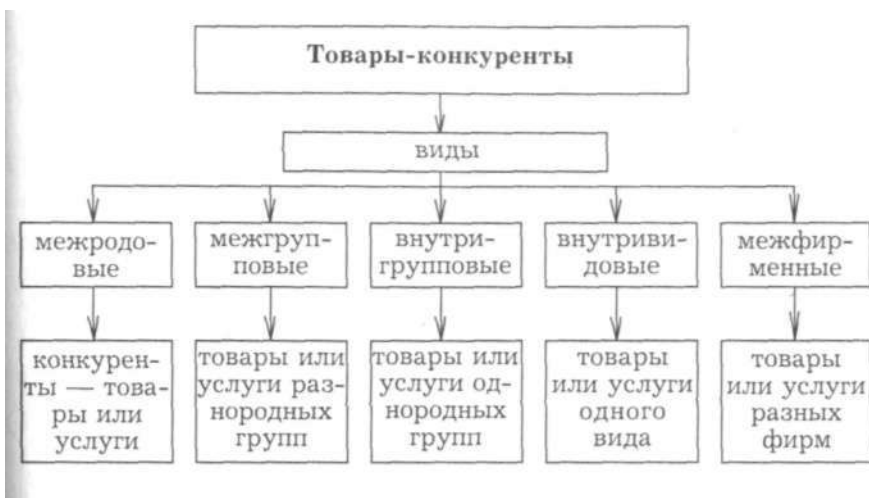 Товары-конкуренты
виды
межродо-
вые
межгруп-
повые
внутри-
групповые
внутриви-
довые
межфир-
менные
конкурен-
ты — това-
ры или
услуги
товары или
услуги раз-
нородных
групп
товары или
услуги од-
нородных
групп
товары
или услуги
одного
вида
товары
или услуги
разных
фирм